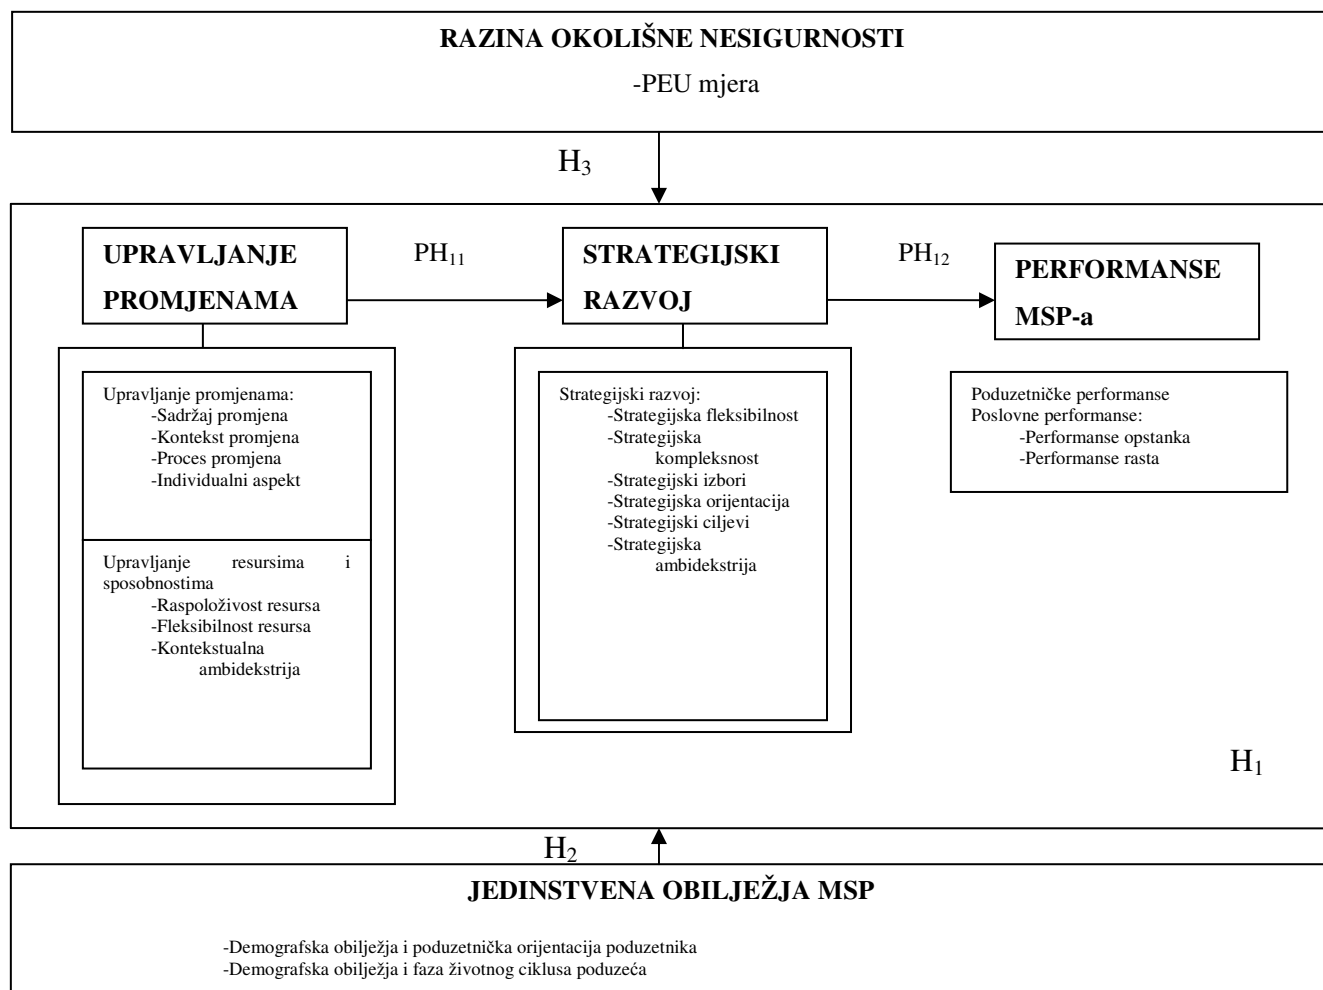 RAZINA OKOLIŠNE NESIGURNOSTI
-PEU mjera
H3
UPRAVLJANJE
PROMJENAMA
PH11
STRATEGIJSKI
RAZVOJ
PH12
PERFORMANSE
MSP-a
Upravljanje promjenama:
-Sadržaj promjena
-Kontekst promjena
-Proces promjena
-Individualni aspekt
Upravljanje resursima i
sposobnostima
-Raspoloživost resursa
-Fleksibilnost resursa
-Kontekstualna
ambidekstrija
Strategijski razvoj:
-Strategijska fleksibilnost
-Strategijska
kompleksnost
-Strategijski izbori
-Strategijska orijentacija
-Strategijski ciljevi
-Strategijska
ambidekstrija
Poduzetničke performanse
Poslovne performanse:
-Performanse opstanka
-Performanse rasta
H1
H2
JEDINSTVENA OBILJEŽJA MSP
-Demografska obilježja i poduzetnička orijentacija poduzetnika
-Demografska obilježja i faza životnog ciklusa poduzeća